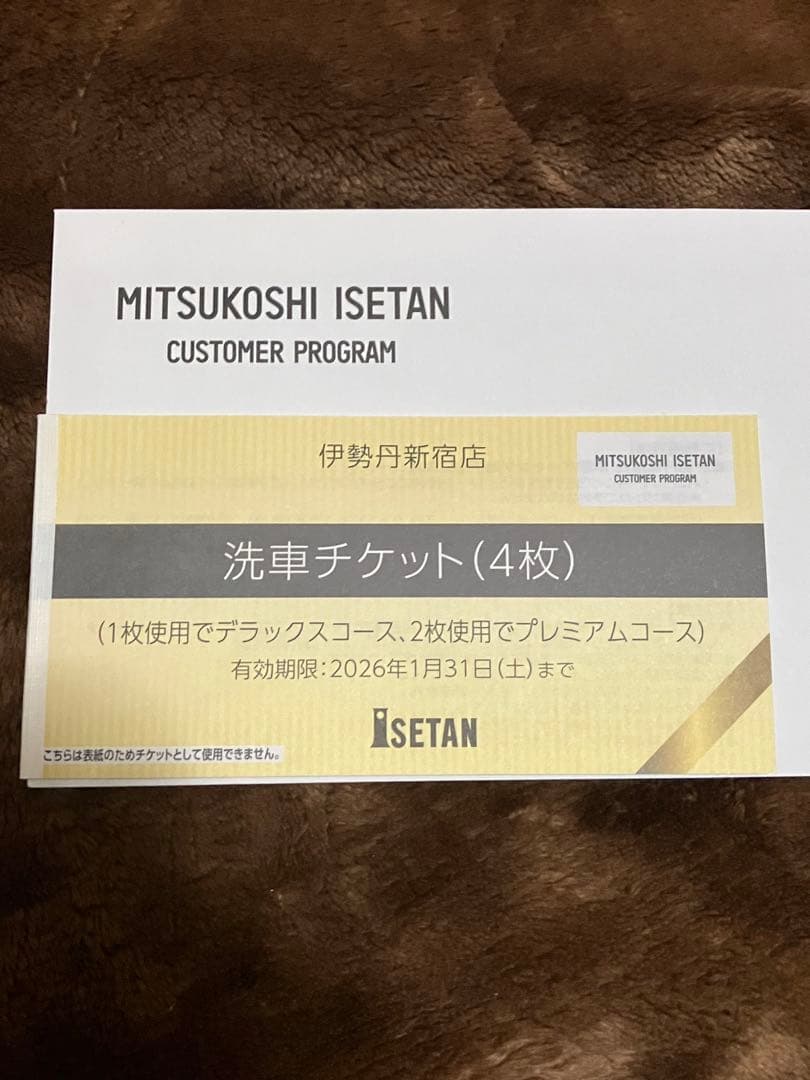 MITSUKOSHI ISETAN
CUSTOMER PROGRAM
伊勢丹新宿店
MITSUKOSHI ISETAN
CUSTOMER PROGRAM
洗車チケット(4枚)
(1枚使用でデラックスコース、2枚使用でプレミアムコース)
有効期限:2026年1月31日(土)まで
ISETAN
こちらは表紙のためチケットとして使用できません。